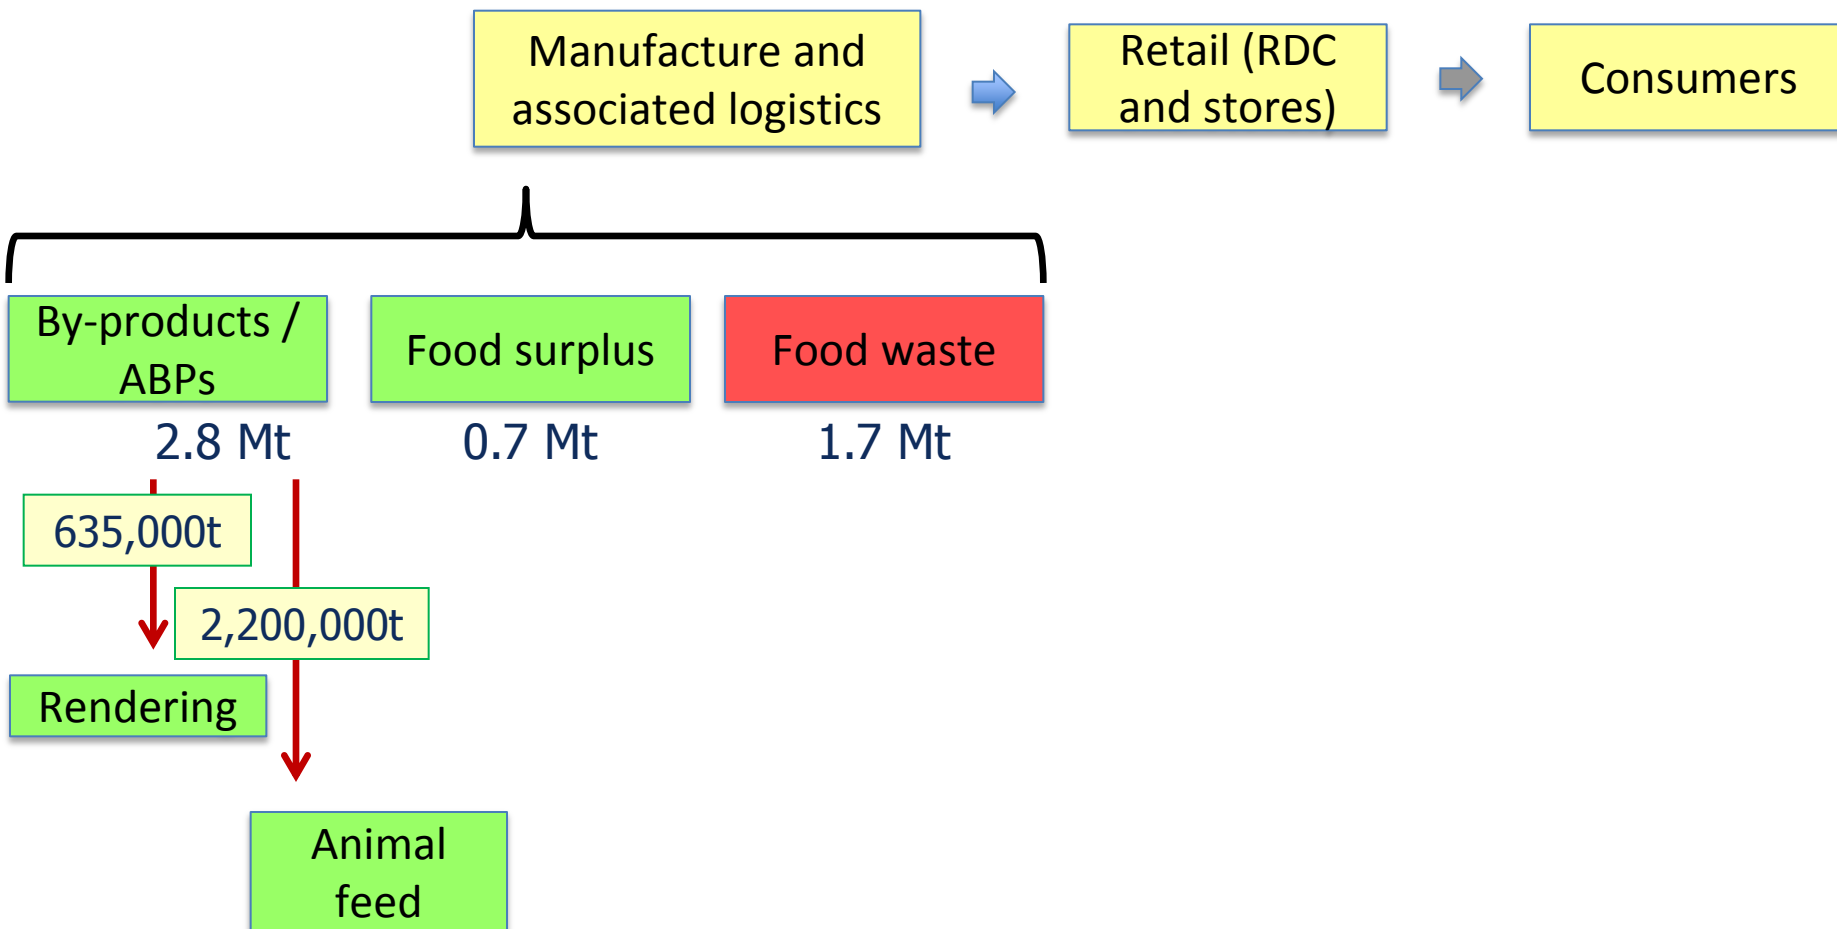 Manufacture and
associated logistics
Retail (RDC
and stores)
Consumers
By-products /
ABPs
Food surplus
Food waste
2.8 Mt
0.7 Mt
1.7 Mt
635,000t
2,200,000t
Rendering
Animal
feed